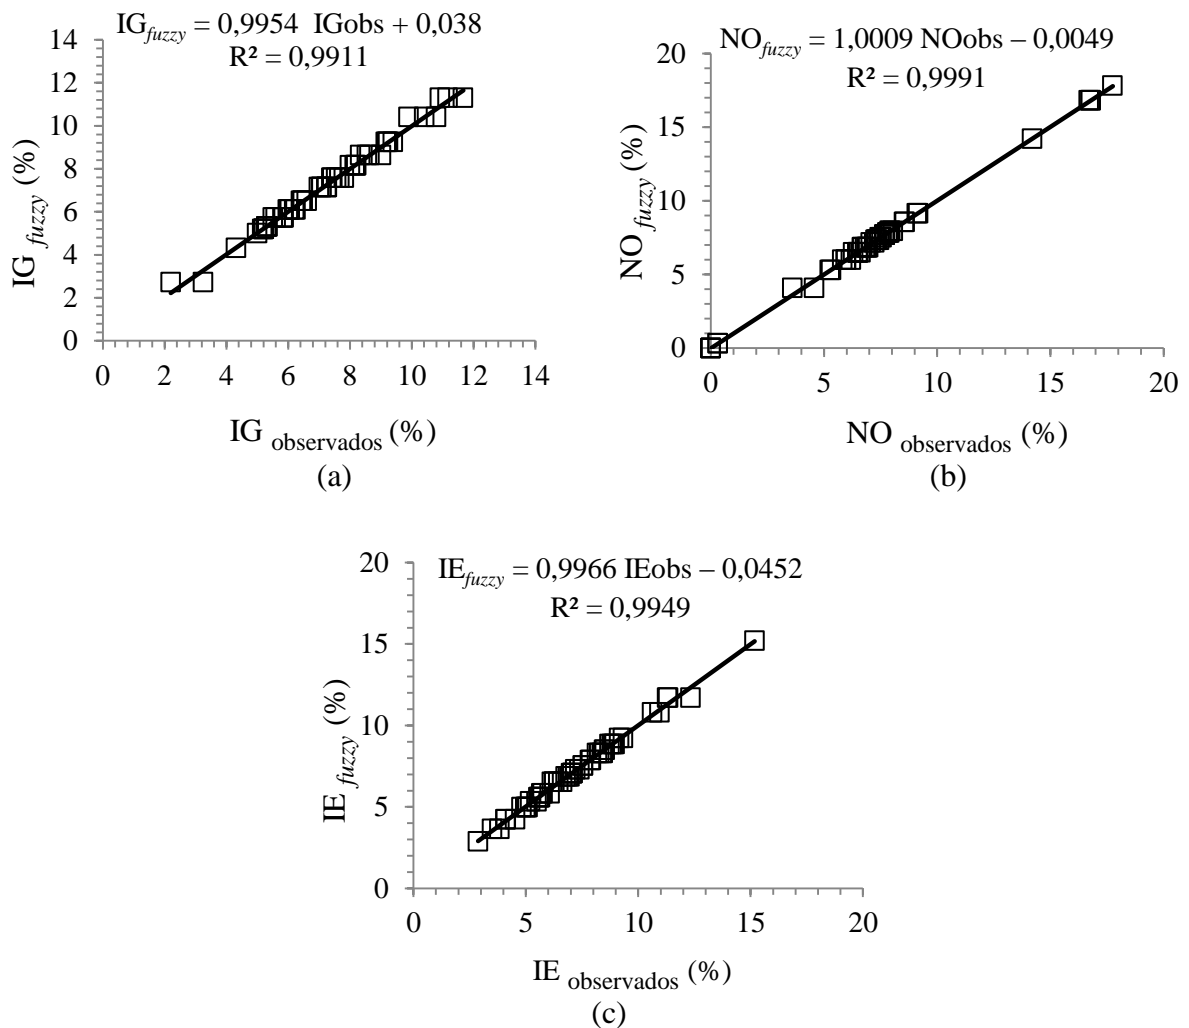 IGfuzzy = 0,9954 IGobs + 0,038
R² = 0,9911
14
12
10
8
6
4
2
0
0 2 4 6 8 10 12 14
IG fuzzy (%)
IG observados (%)
(a)
NOfuzzy = 1,0009 NOobs – 0,0049
R² = 0,9991
20
15
10
5
0
0 5 10 15 20
NO fuzzy (%)
NO observados (%)
(b)
IEfuzzy = 0,9966 IEobs – 0,0452
R² = 0,9949
20
15
10
5
0
0 5 10 15 20
IE fuzzy (%)
IE observados (%)
(c)